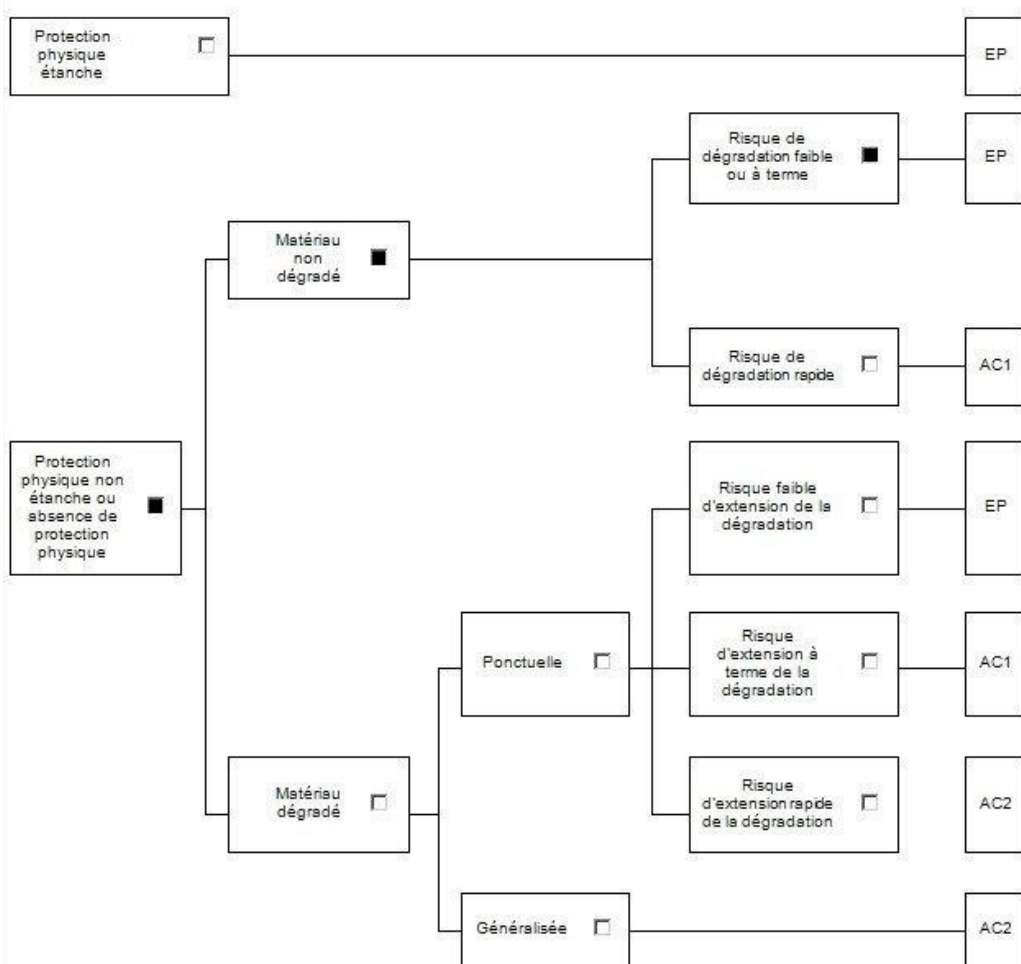 Protection
physique
étanche
EP
Risque de
dégradation faible
ou à terme
EP
Matériau
non
dégradé
Risque de
dégradation rapide
AC1
Protection
physique non
étanche ou
absence de
protection
physique
Risque faible
d'extension de la
dégradation
EP
Ponctuelle
Risque
d'extension à
terme de la
dégradation
AC1
Matériau
dégradé
Risque
d'extension rapide
de la dégradation
AC2
Généralisée
AC2